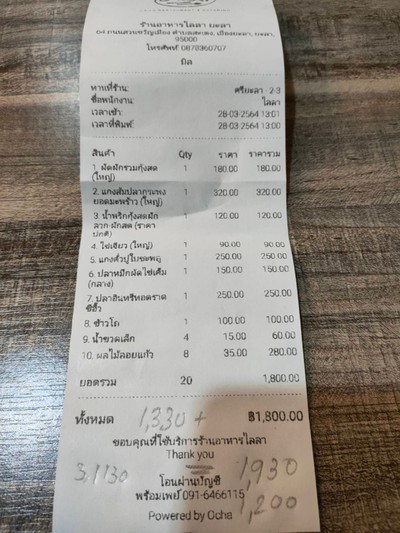 ร้านอาหารไลลา ยะลา
64 ถนนสวนขวัญเมือง ตำบลสะเตง, เมืองยะลา, ยะลา,
95000
โทรศัพท์: 0878360707
บิล
ทานที่ร้าน: ศรียะลา - 2-3
ชื่อพนักงาน: ไลลา
เวลาเข้า: 28-03-2564 13:01
เวลาที่พิมพ์: 28-03-2564 13:00
สินค้า Qty ราคา ราคารวม
1. ผัดผักรวมกุ้งสด (ใหญ่) 1 180.00 180.00
2. แกงส้มปลากระพง 1 320.00 320.00
ยอดมะพร้าว (ใหญ่)
3. น้ำพริกกุ้งสดผัก 1 120.00 120.00
ลวก-ผักสด (ราคา
ปกติ)
4. ไข่เจียว (ใหญ่) 1 90.00 90.00
5. แกงคั่วปูใบชะพลู 1 250.00 250.00
6. ปลาหมึกผัดไข่เค็ม 1 150.00 150.00
(กลาง)
7. ปลาอินทรีทอดราด 1 250.00 250.00
ซีอิ๊ว
8. ข้าวโถ 1 100.00 100.00
9. น้ำขวดเล็ก 4 15.00 60.00
10. ผลไม้ลอยแก้ว 8 35.00 280.00
ยอดรวม 20 1,800.00
ทั้งหมด 1,330 + ฿1,800.00
ขอบคุณที่ใช้บริการร้านอาหารไลลา
Thank you
3,1130 = 1,930
โอนผ่านบัญชี
พร้อมเพย์ 091-6466115
1,200
Powered by Ocha